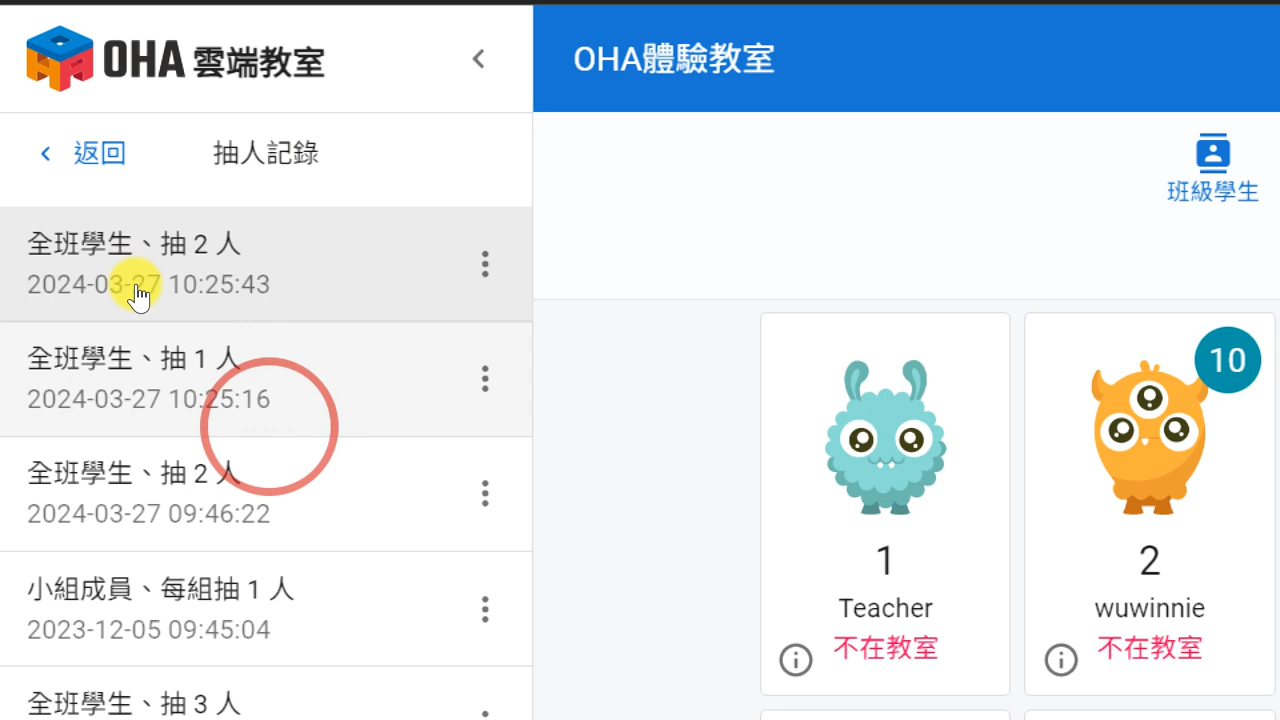 OHA 雲端教室
OHA體驗教室
返回
抽人記錄
班級學生
全班學生、抽 2 人
2024-03-27 10:25:43
全班學生、抽 1 人
2024-03-27 10:25:16
全班學生、抽 2 人
2024-03-27 09:46:22
小組成員、每組抽 1 人
2023-12-05 09:45:04
全班學生、抽 3 人
1
Teacher
不在教室
10
2
wuwinnie
不在教室